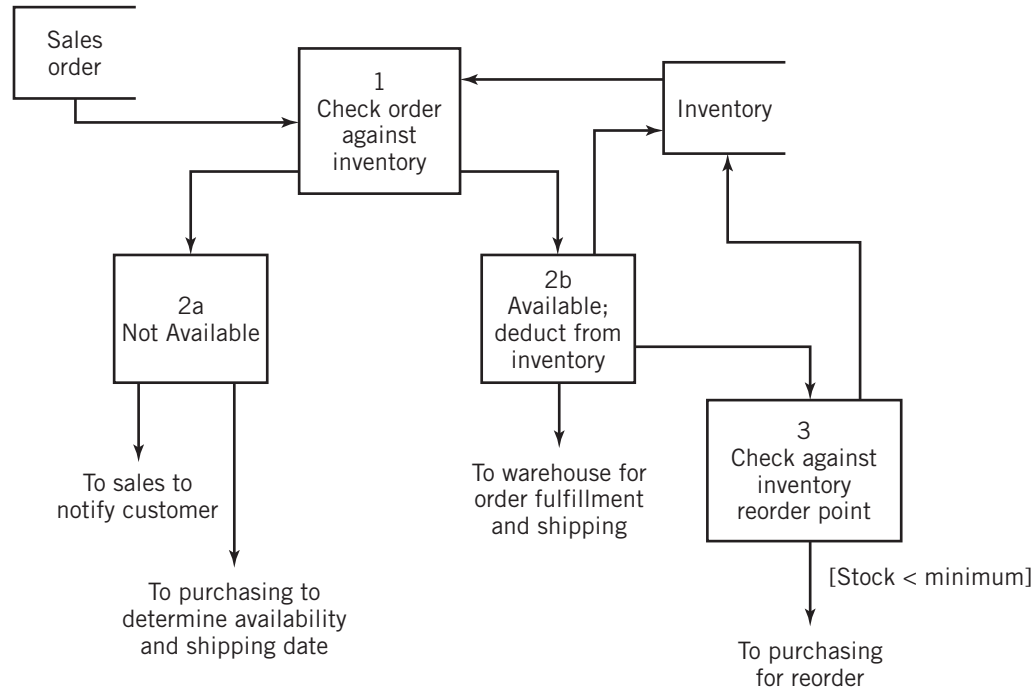 Sales
order
1
Check order
against
inventory
Inventory
2a
Not Available
2b
Available;
deduct from
inventory
3
Check against
inventory
reorder point
To sales to
notify customer
To warehouse for
order fulfillment
and shipping
[Stock < minimum]
To purchasing to
determine availability
and shipping date
To purchasing
for reorder